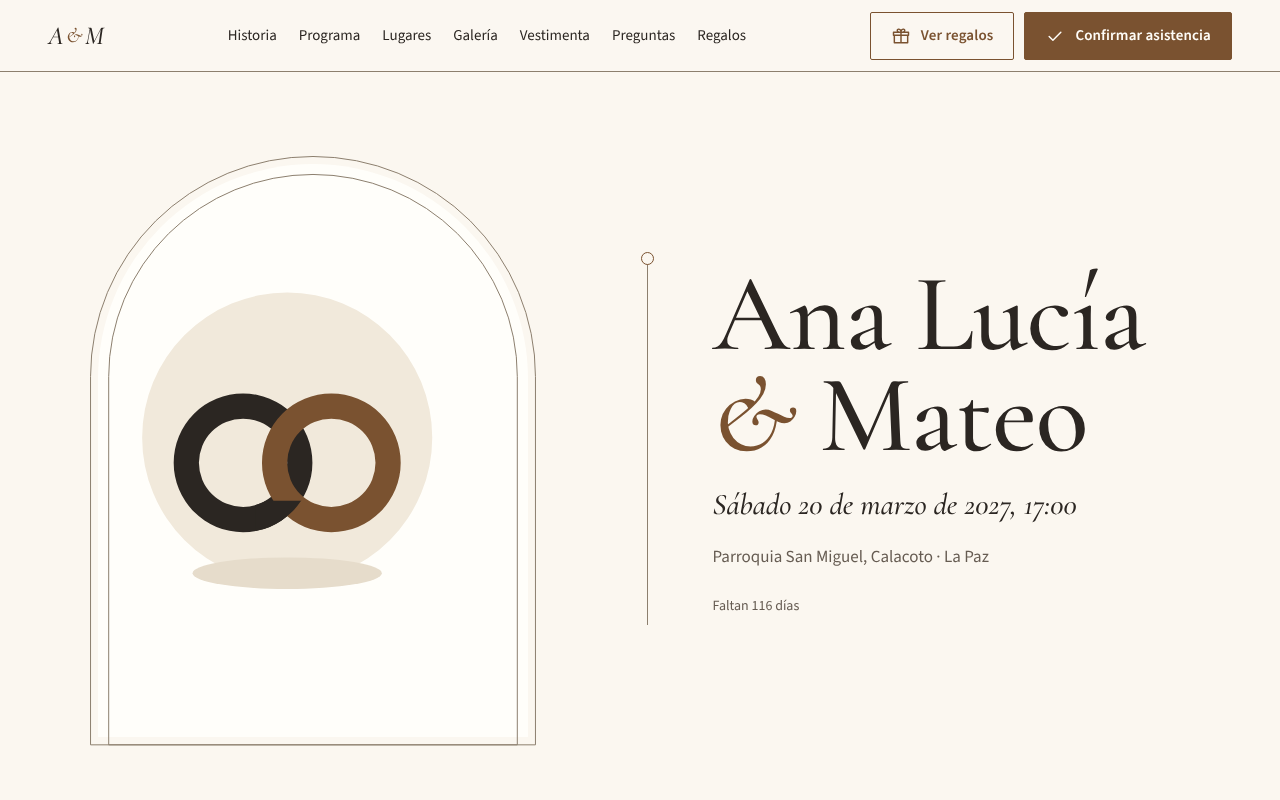 A & M
Historia Programa Lugares Galería Vestimenta Preguntas Regalos
Ver regalos
Confirmar asistencia
Ana Lucía
& Mateo
Sábado 20 de marzo de 2027, 17:00
Parroquia San Miguel, Calacoto · La Paz
Faltan 116 días